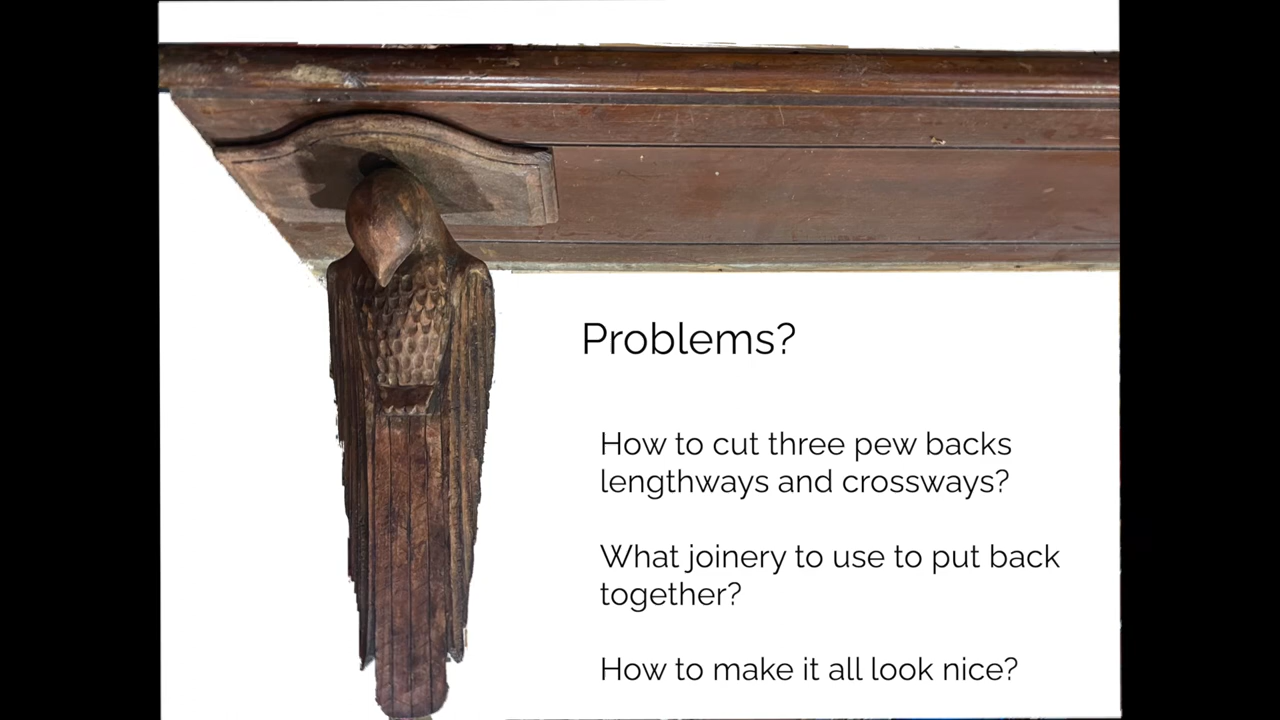 Problems?
How to cut three pew backs
lengthways and crossways?
What joinery to use to put back
together?
How to make it all look nice?